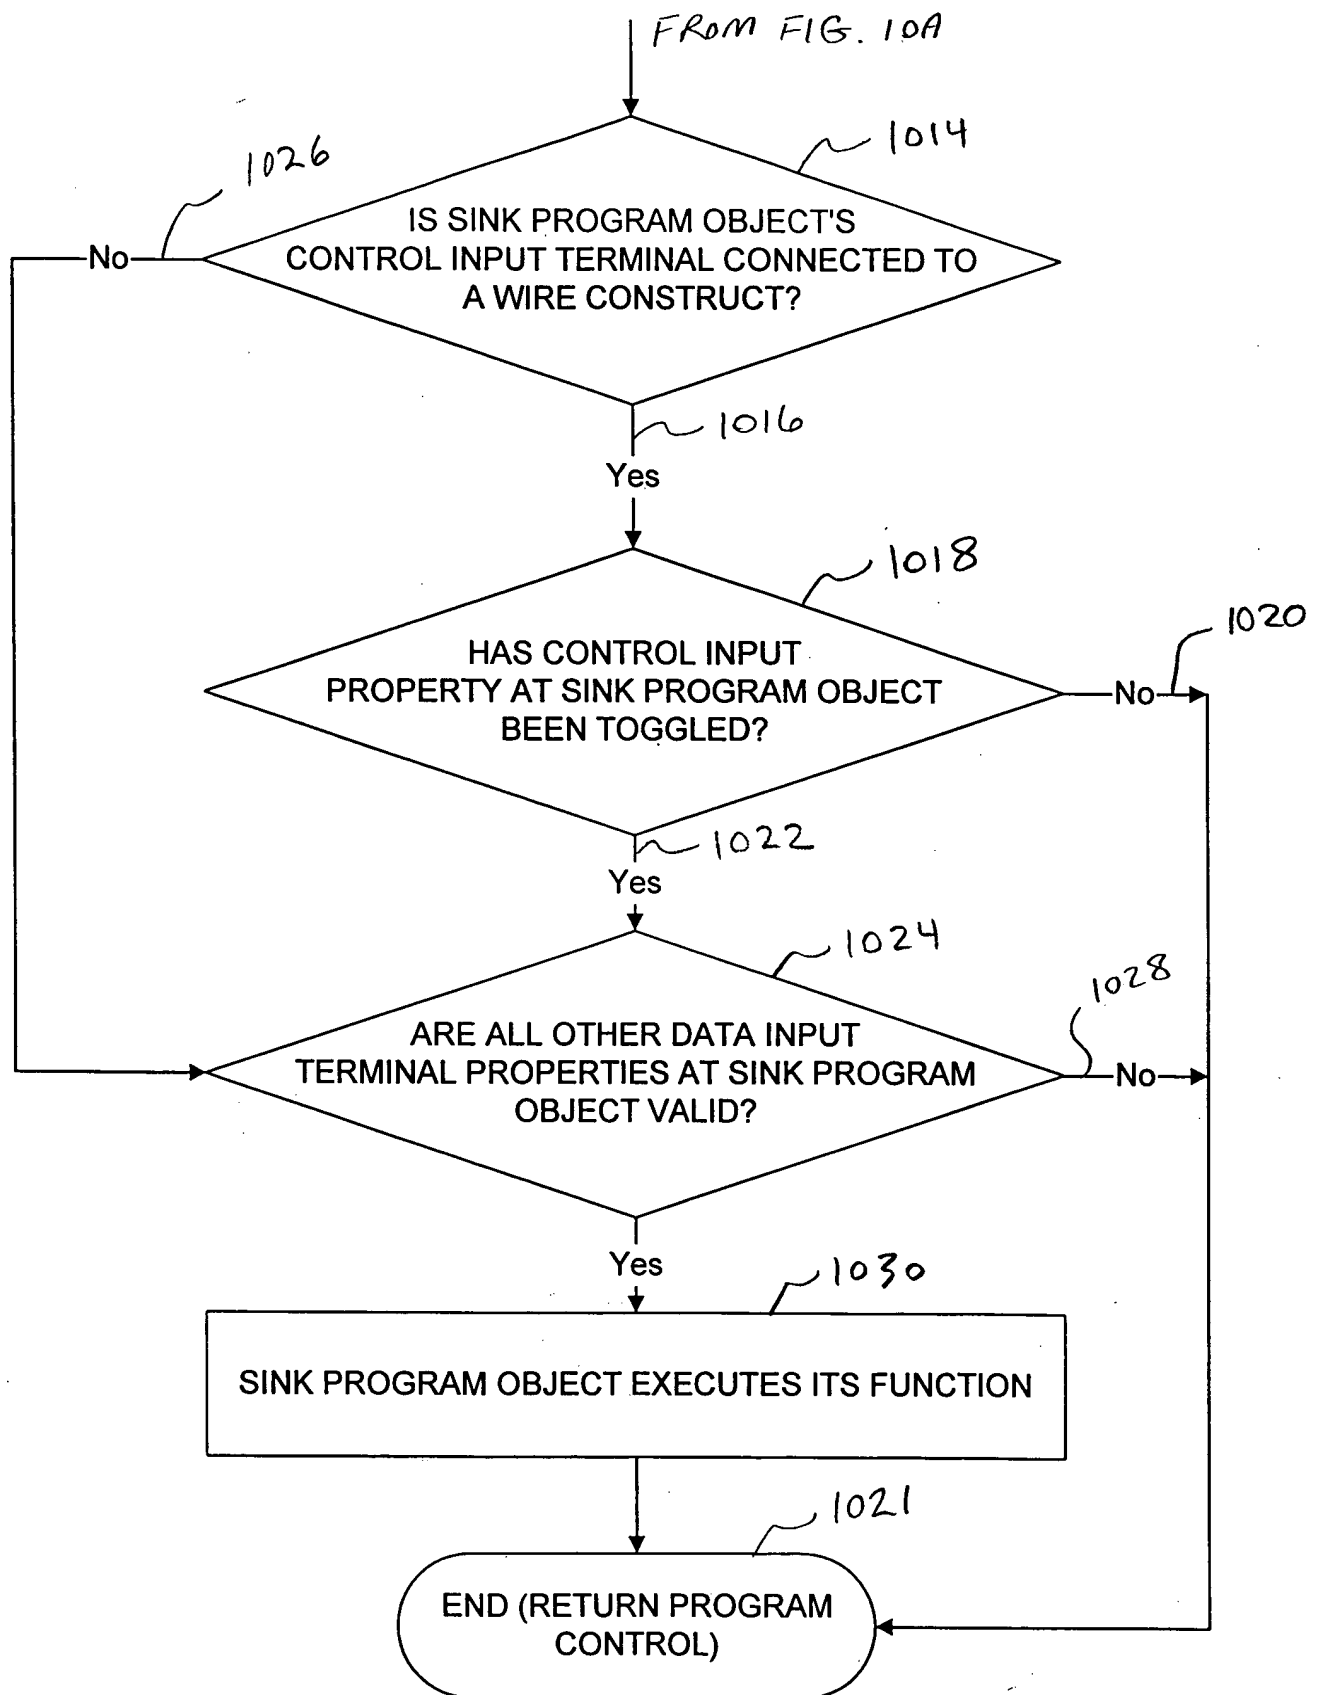 FROM FIG. 10A
1014
1026
IS SINK PROGRAM OBJECT'S
CONTROL INPUT TERMINAL CONNECTED TO
A WIRE CONSTRUCT?
No
1016
Yes
1018
1020
HAS CONTROL INPUT
PROPERTY AT SINK PROGRAM OBJECT
BEEN TOGGLED?
No
1022
Yes
1024
1028
ARE ALL OTHER DATA INPUT
TERMINAL PROPERTIES AT SINK PROGRAM
OBJECT VALID?
No
Yes
1030
SINK PROGRAM OBJECT EXECUTES ITS FUNCTION
1021
END (RETURN PROGRAM
CONTROL)